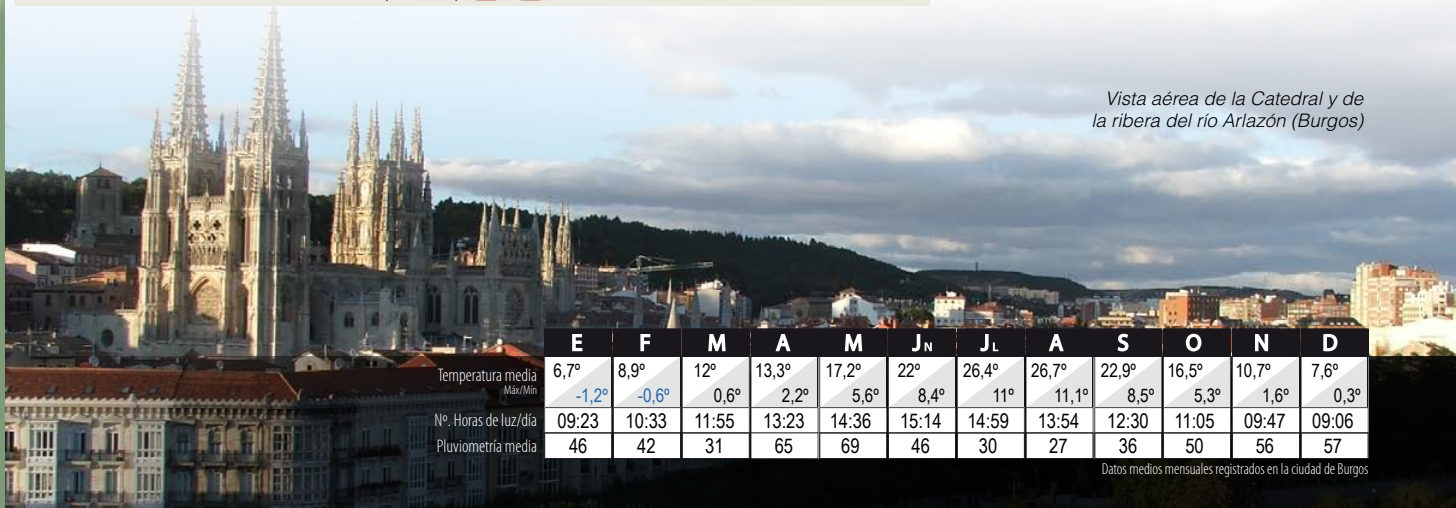 Vista aérea de la Catedral y de
la ribera del río Arlazón (Burgos)
E F M A M JN JL A S O N D
Temperatura media 6,7º 8,9º 12º 13,3º 17,2º 22º 26,4º 26,7º 22,9º 16,5º 10,7º 7,6º
Máx/Mín -1,2º -0,6º 0,6º 2,2º 5,6º 8,4º 11º 11,1º 8,5º 5,3º 1,6º 0,3º
Nº. Horas de luz/día 09:23 10:33 11:55 13:23 14:36 15:14 14:59 13:54 12:30 11:05 09:47 09:06
Pluviometría media 46 42 31 65 69 46 30 27 36 50 56 57
Datos medios mensuales registrados en la ciudad de Burgos